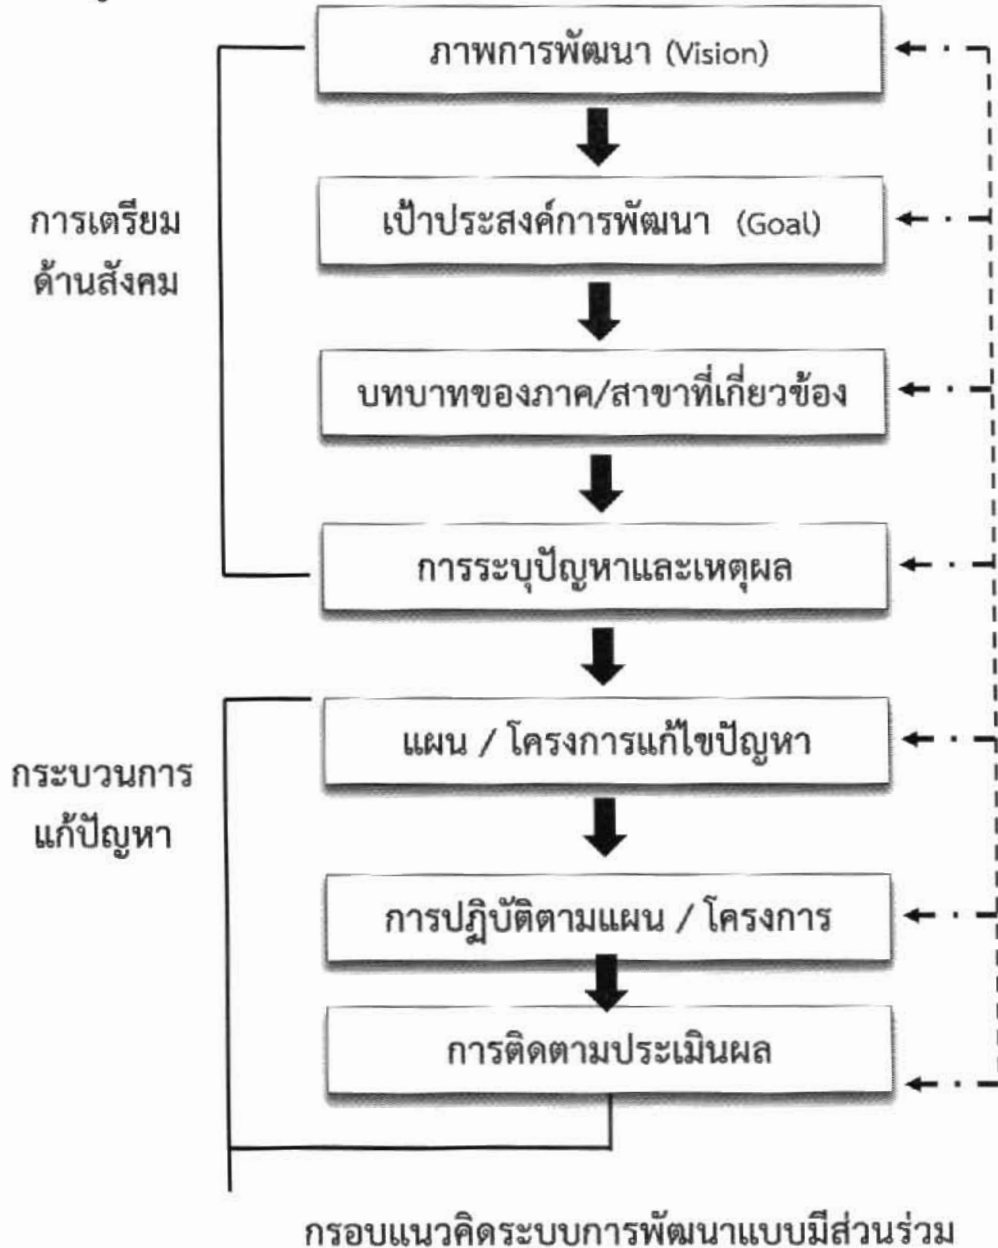 ภาพการพัฒนา (Vision)
เป้าประสงค์การพัฒนา (Goal)
การเตรียม
ด้านสังคม
บทบาทของภาค/สาขาที่เกี่ยวข้อง
การระบุปัญหาและเหตุผล
แผน / โครงการแก้ไขปัญหา
กระบวนการ
แก้ปัญหา
การปฏิบัติตามแผน / โครงการ
การติดตามประเมินผล
กรอบแนวคิดระบบการพัฒนาแบบมีส่วนร่วม